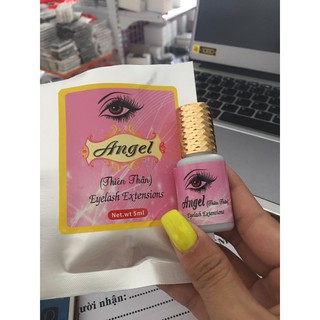 Angel
(Thiên Thần)
Eyelash Extensions
Net.wt 5ml
Angel (Thiên Thần)
Eyelash Extensions
ười nhận: